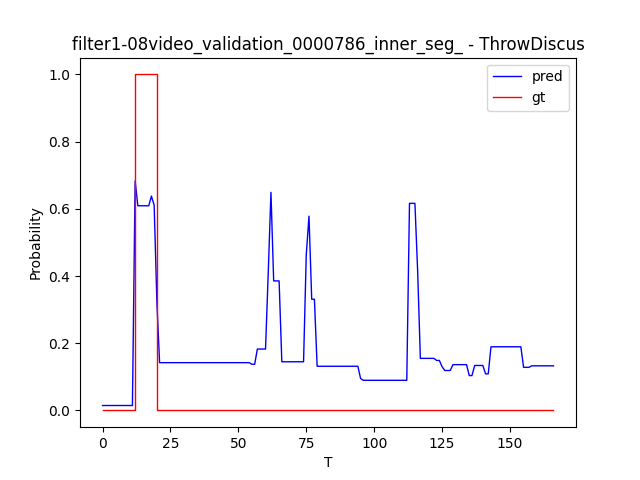 filter1-08video_validation_0000786_inner_seg_ - ThrowDiscus
pred
gt
1.0
0.8
0.6
0.4
0.2
0.0
Probability
0
25
50
75
100
125
150
T